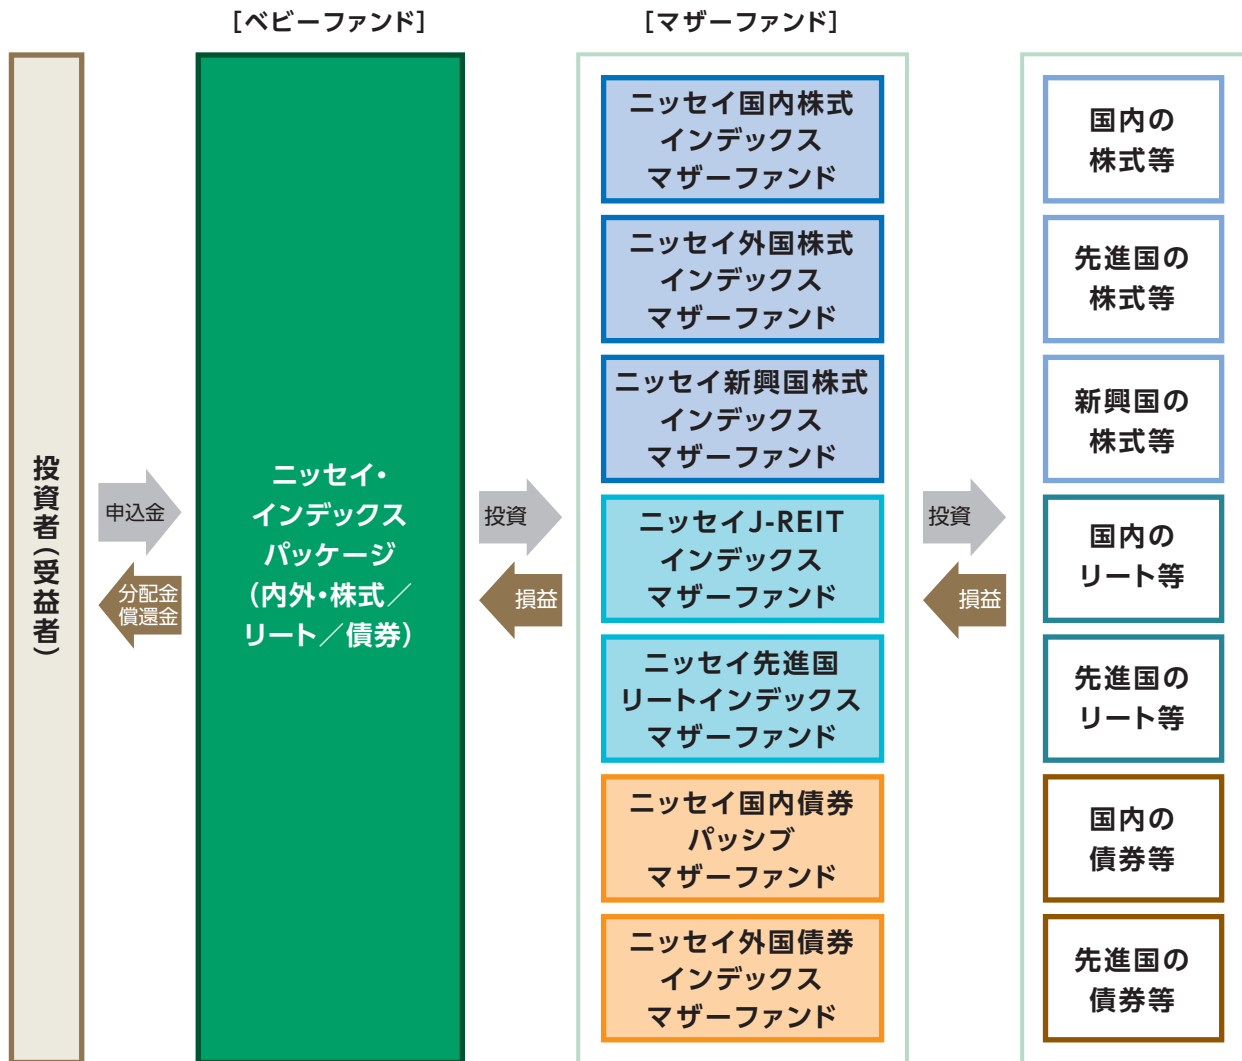 ［ベビーファンド］
［マザーファンド］
投資者（受益者）
申込金
分配金
償還金
ニッセイ・
インデックス
パッケージ
（内外・株式／
リート／債券）
投資
損益
ニッセイ国内株式
インデックス
マザーファンド
ニッセイ外国株式
インデックス
マザーファンド
ニッセイ新興国株式
インデックス
マザーファンド
ニッセイJ-REIT
インデックス
マザーファンド
ニッセイ先進国
リートインデックス
マザーファンド
ニッセイ国内債券
パッシブ
マザーファンド
ニッセイ外国債券
インデックス
マザーファンド
投資
損益
国内の
株式等
先進国の
株式等
新興国の
株式等
国内の
リート等
先進国の
リート等
国内の
債券等
先進国の
債券等